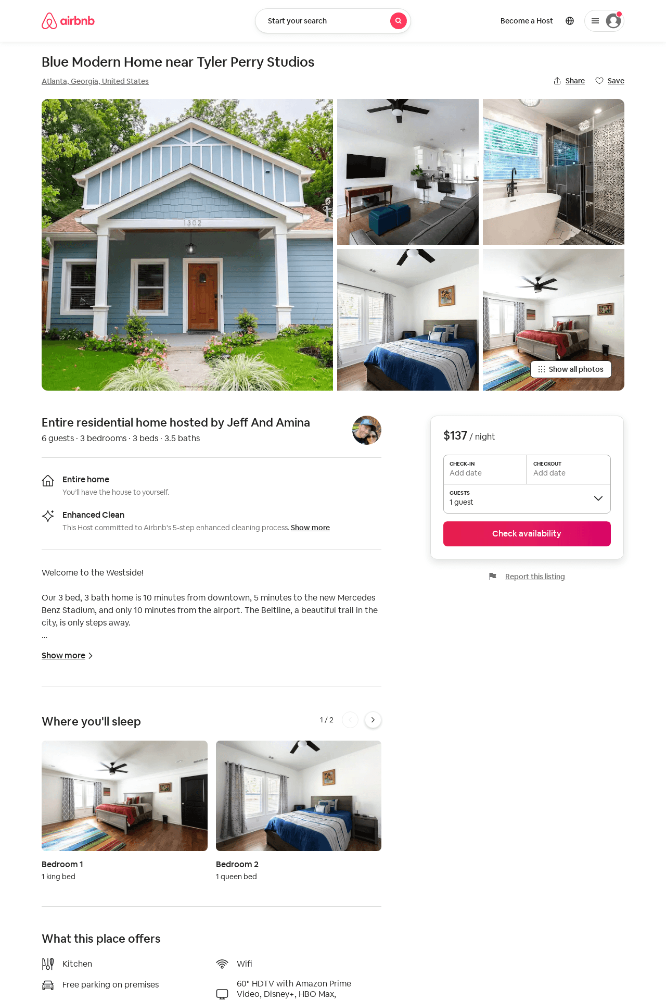 airbnb
Start your search
Become a Host
Blue Modern Home near Tyler Perry Studios
Atlanta, Georgia, United States
Share
Save
1302
Show all photos
Entire residential home hosted by Jeff And Amina
6 guests · 3 bedrooms · 3 beds · 3.5 baths
Entire home
You’ll have the house to yourself.
Enhanced Clean
This Host committed to Airbnb's 5-step enhanced cleaning process. Show more
$137 / night
CHECK-IN
Add date
CHECKOUT
Add date
GUESTS
1 guest
Check availability
Report this listing
Welcome to the Westside!
Our 3 bed, 3 bath home is 10 minutes from downtown, 5 minutes to the new Mercedes
Benz Stadium, and only 10 minutes from the airport. The Beltline, a beautiful trail in the
city, is only steps away.
...
Show more
Where you'll sleep
1 / 2
Bedroom 1
1 king bed
Bedroom 2
1 queen bed
What this place offers
Kitchen
Wifi
Free parking on premises
60" HDTV with Amazon Prime
Video, Disney+, HBO Max,